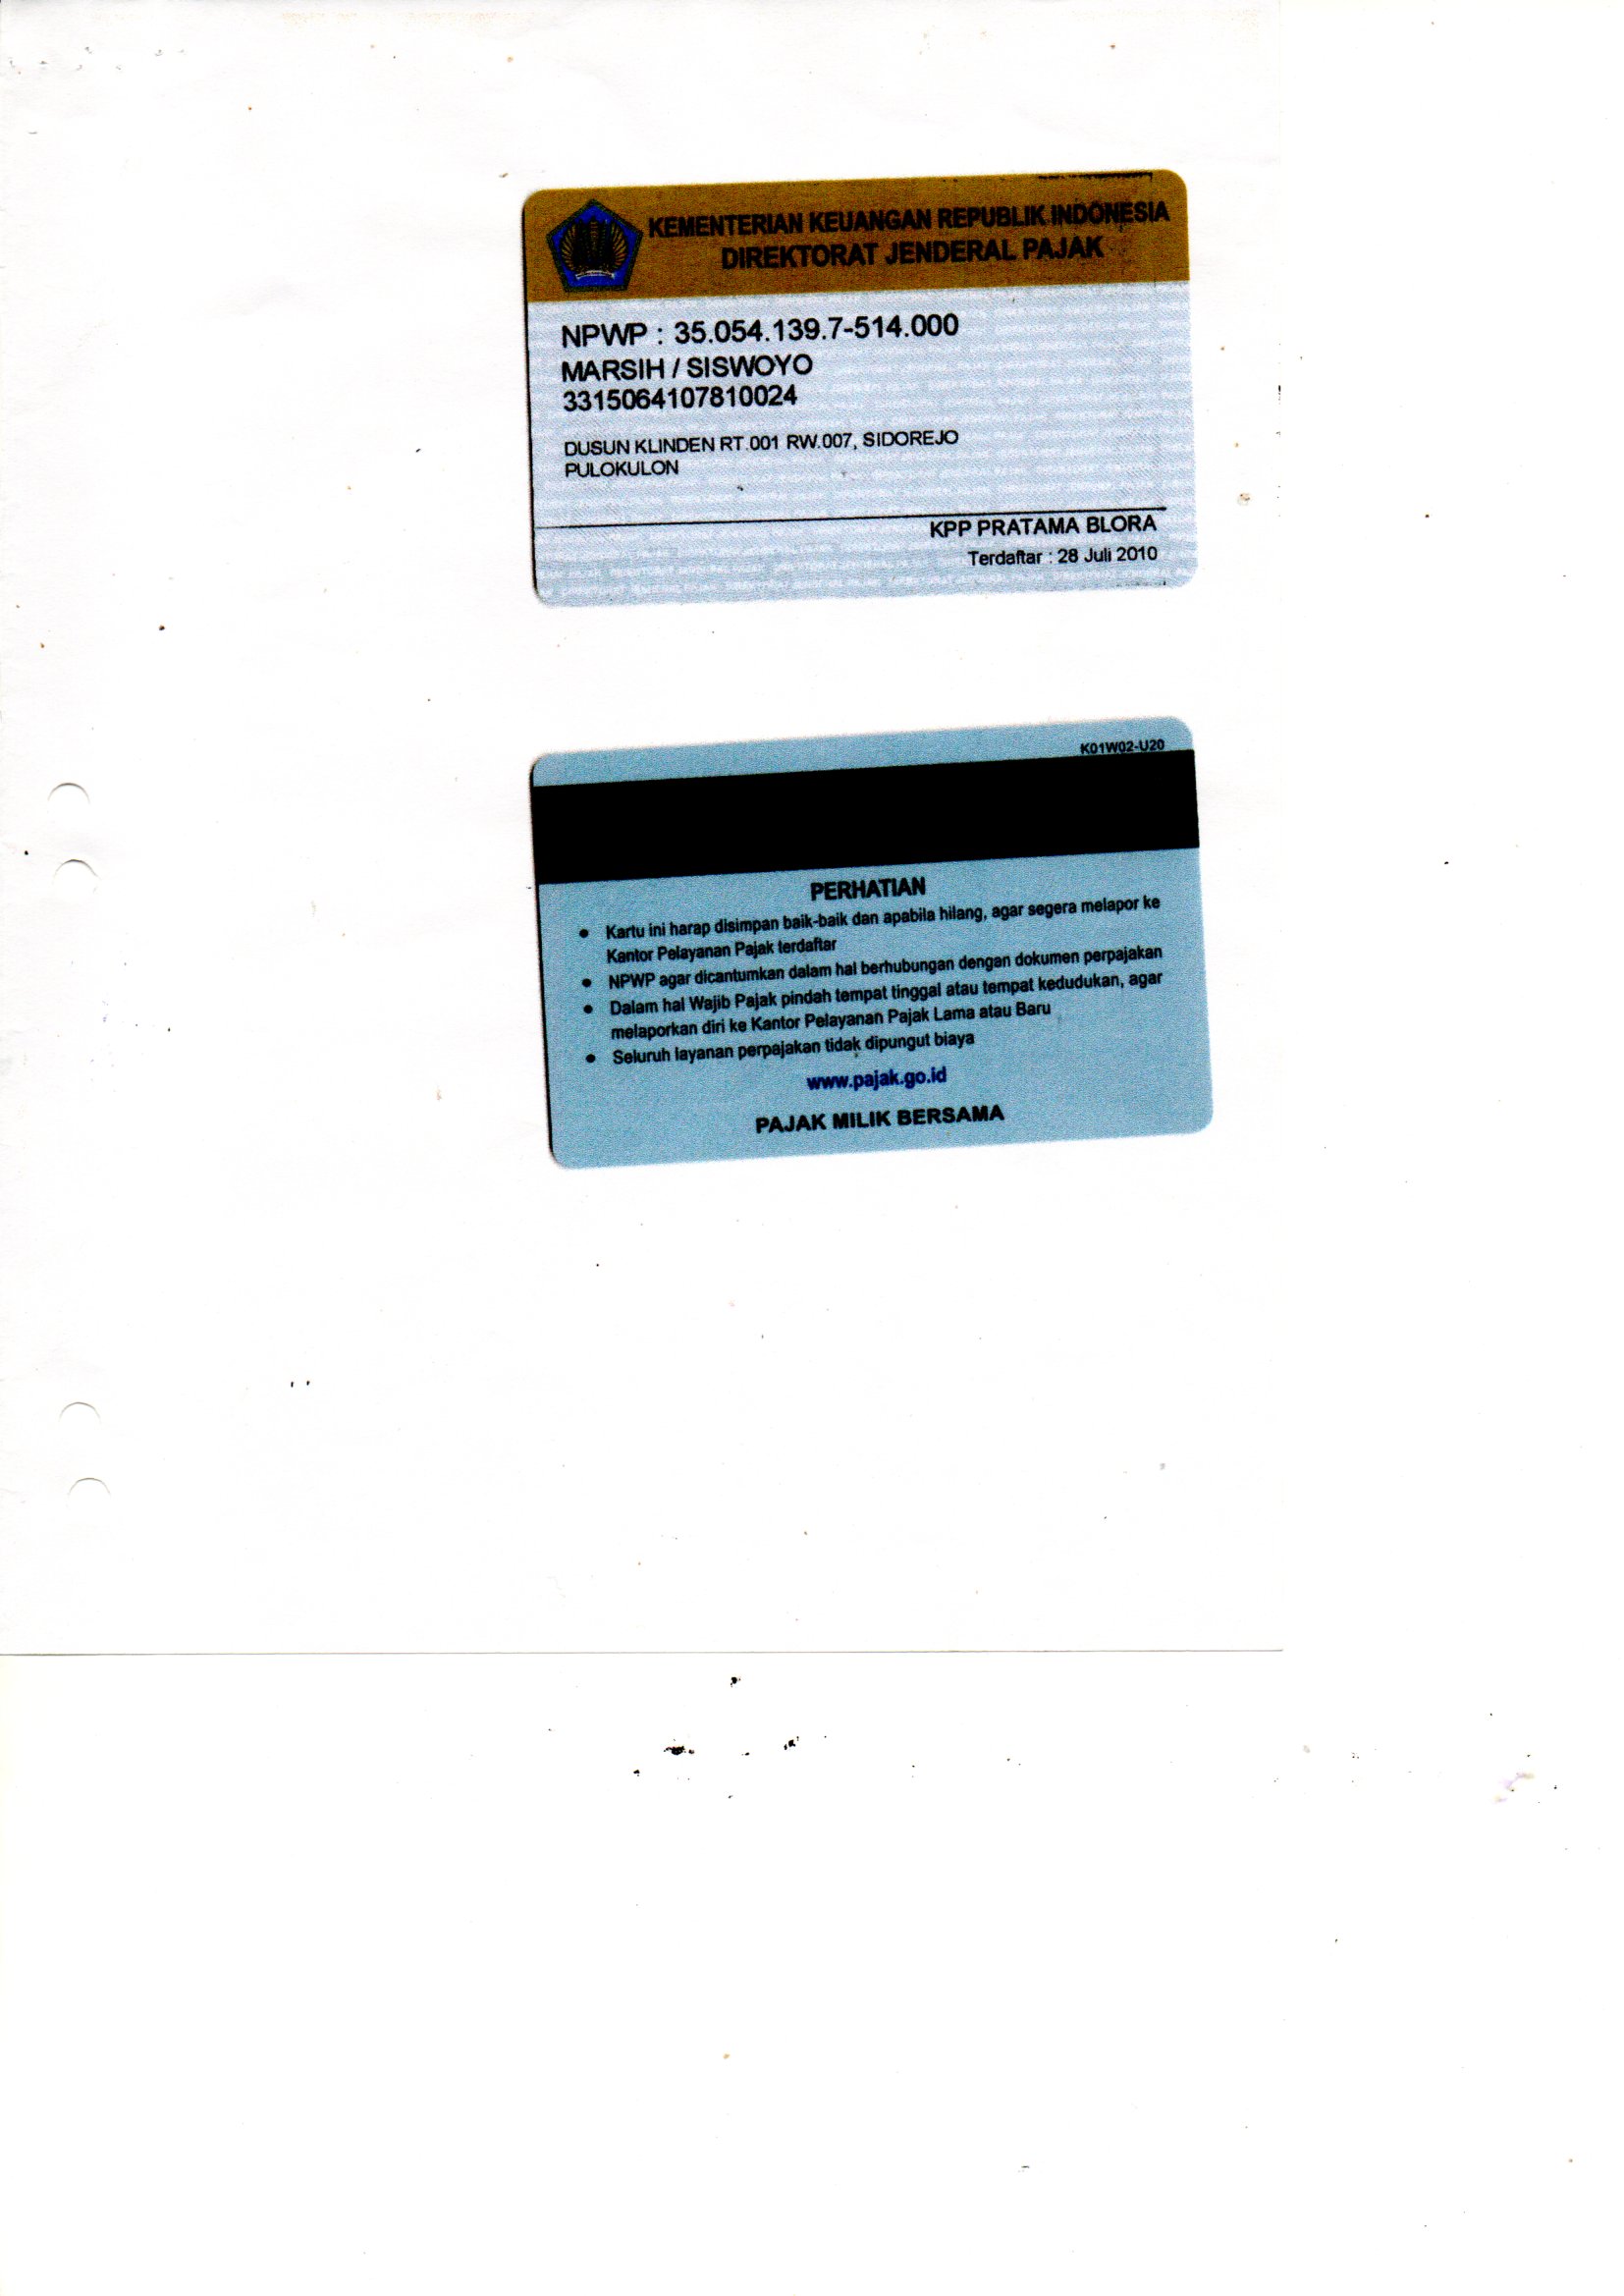 KEMENTERIAN KEUANGAN REPUBLIK INDONESIA
DIREKTORAT JENDERAL PAJAK
NPWP : 35.054.139.7-514.000
MARSIH / SISWOYO
3315064107810024
DUSUN KLINDEN RT.001 RW.007, SIDOREJO
PULOKULON
KPP PRATAMA BLORA
Terdaftar : 28 Juli 2010
K01W02-U20
PERHATIAN
• Kartu ini harap disimpan baik-baik dan apabila hilang, agar segera melapor ke
Kantor Pelayanan Pajak terdaftar
• NPWP agar dicantumkan dalam hal berhubungan dengan dokumen perpajakan
• Dalam hal Wajib Pajak pindah tempat tinggal atau tempat kedudukan, agar
melaporkan diri ke Kantor Pelayanan Pajak Lama atau Baru
• Seluruh layanan perpajakan tidak dipungut biaya
www.pajak.go.id
PAJAK MILIK BERSAMA